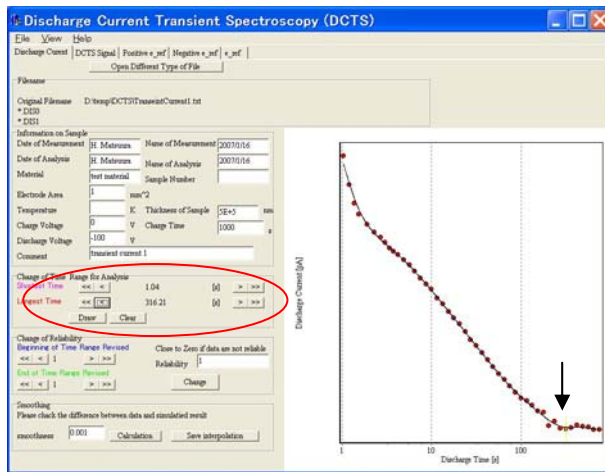 Discharge Current Transient Spectroscopy (DCTS)
File View Help
Discharge Current DCTS Signal Positive e_ref Negative e_ref e_ref
Open Different Type of File
Filename
Original Filename D:\temp\DCTS\TransientCurrent1.txt
*.DIS0
*.DIS1
Information on Sample
Date of Measurement H. Matsuura Name of Measurement 2007/1/16
Date of Analysis H. Matsuura Name of Analysis 2007/1/16
Material test material Sample Number
Electrode Area 1 mm^2
Temperature K Thickness of Sample 5E+5 nm
Charge Voltage 0 V Charge Time 1000 s
Discharge Voltage -100 V
Comment transient current 1
Change of Time Range for Analysis
Shortest Time << < 1.04 [s] > >>
Longest Time << < 316.21 [s] > >>
Draw Clear
Change of Reliability
Beginning of Time Range Revised Close to Zero if data are not reliable
<< < 1 > >> Reliability 1
End of Time Range Revised
<< < 1 > >> Change
Smoothing
Please chack the difference between data and simulatied result
smoothness 0.001 Calculation Save interpolation
Discharge Current [pA]
1 10 100
Discharge Time [s]